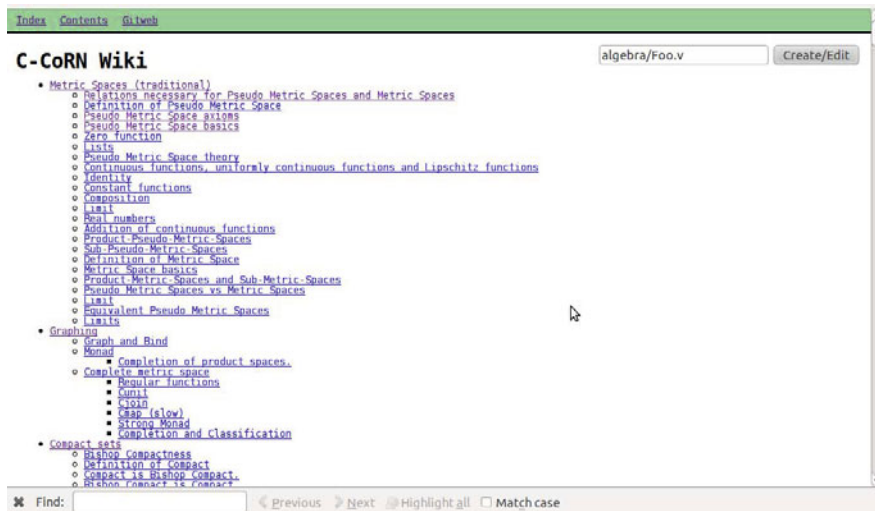 Index Contents Gitweb
C-CoRN Wiki
algebra/Foo.v Create/Edit
Metric Spaces (traditional)
Relations necessary for Pseudo Metric Spaces and Metric Spaces
Definition of Pseudo Metric Space
Pseudo Metric Space axioms
Pseudo Metric Space basics
Zero function
Lists
Pseudo Metric Space theory
Continuous functions, uniformly continuous functions and Lipschitz functions
Identity
Constant functions
Composition
Limit
Real numbers
Addition of continuous functions
Product-Pseudo-Metric-Spaces
Sub-Pseudo-Metric-Spaces
Definition of Metric Space
Metric Space basics
Product-Metric-Spaces and Sub-Metric-Spaces
Pseudo Metric Spaces vs Metric Spaces
Limit
Equivalent Pseudo Metric Spaces
Limits
Graphing
Graph and Bind
Monad
Completion of product spaces.
Complete metric space
Regular functions
Cunit
Cjoin
Cmap (slow)
Strong Monad
Completion and Classification
Compact sets
Bishop Compactness
Definition of Compact
Compact is Bishop Compact.
Bishop Compact is Compact
Find: Previous Next Highlight all Match case